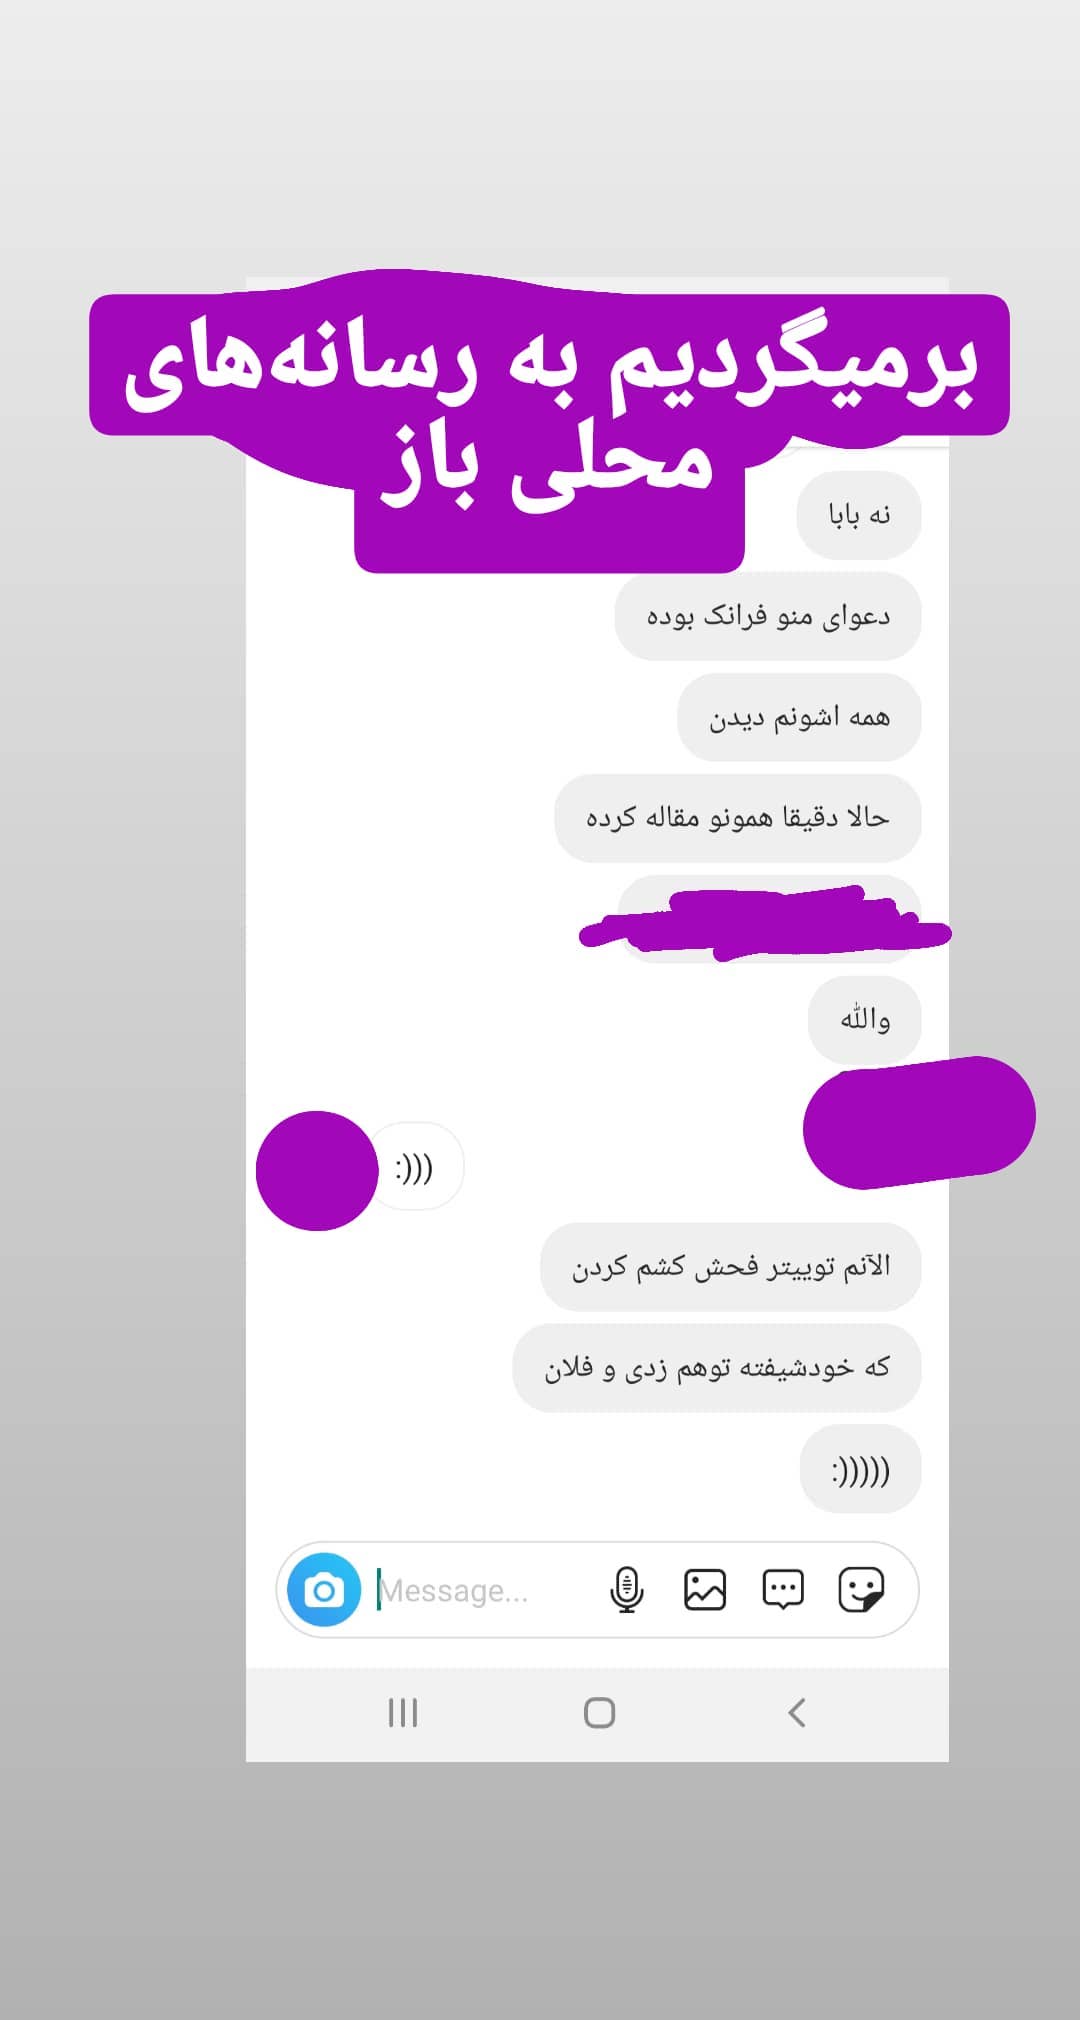 برمیگردیم به رسانه‌های
محلی باز
نه بابا
دعوای منو فرانک بوده
همه اشونم دیدن
حالا دقیقا همونو مقاله کرده
والله
:)))
الآنم توییتر فحش کشم کردن
که خودشیفته توهم زدی و فلان
:)))))
Message...